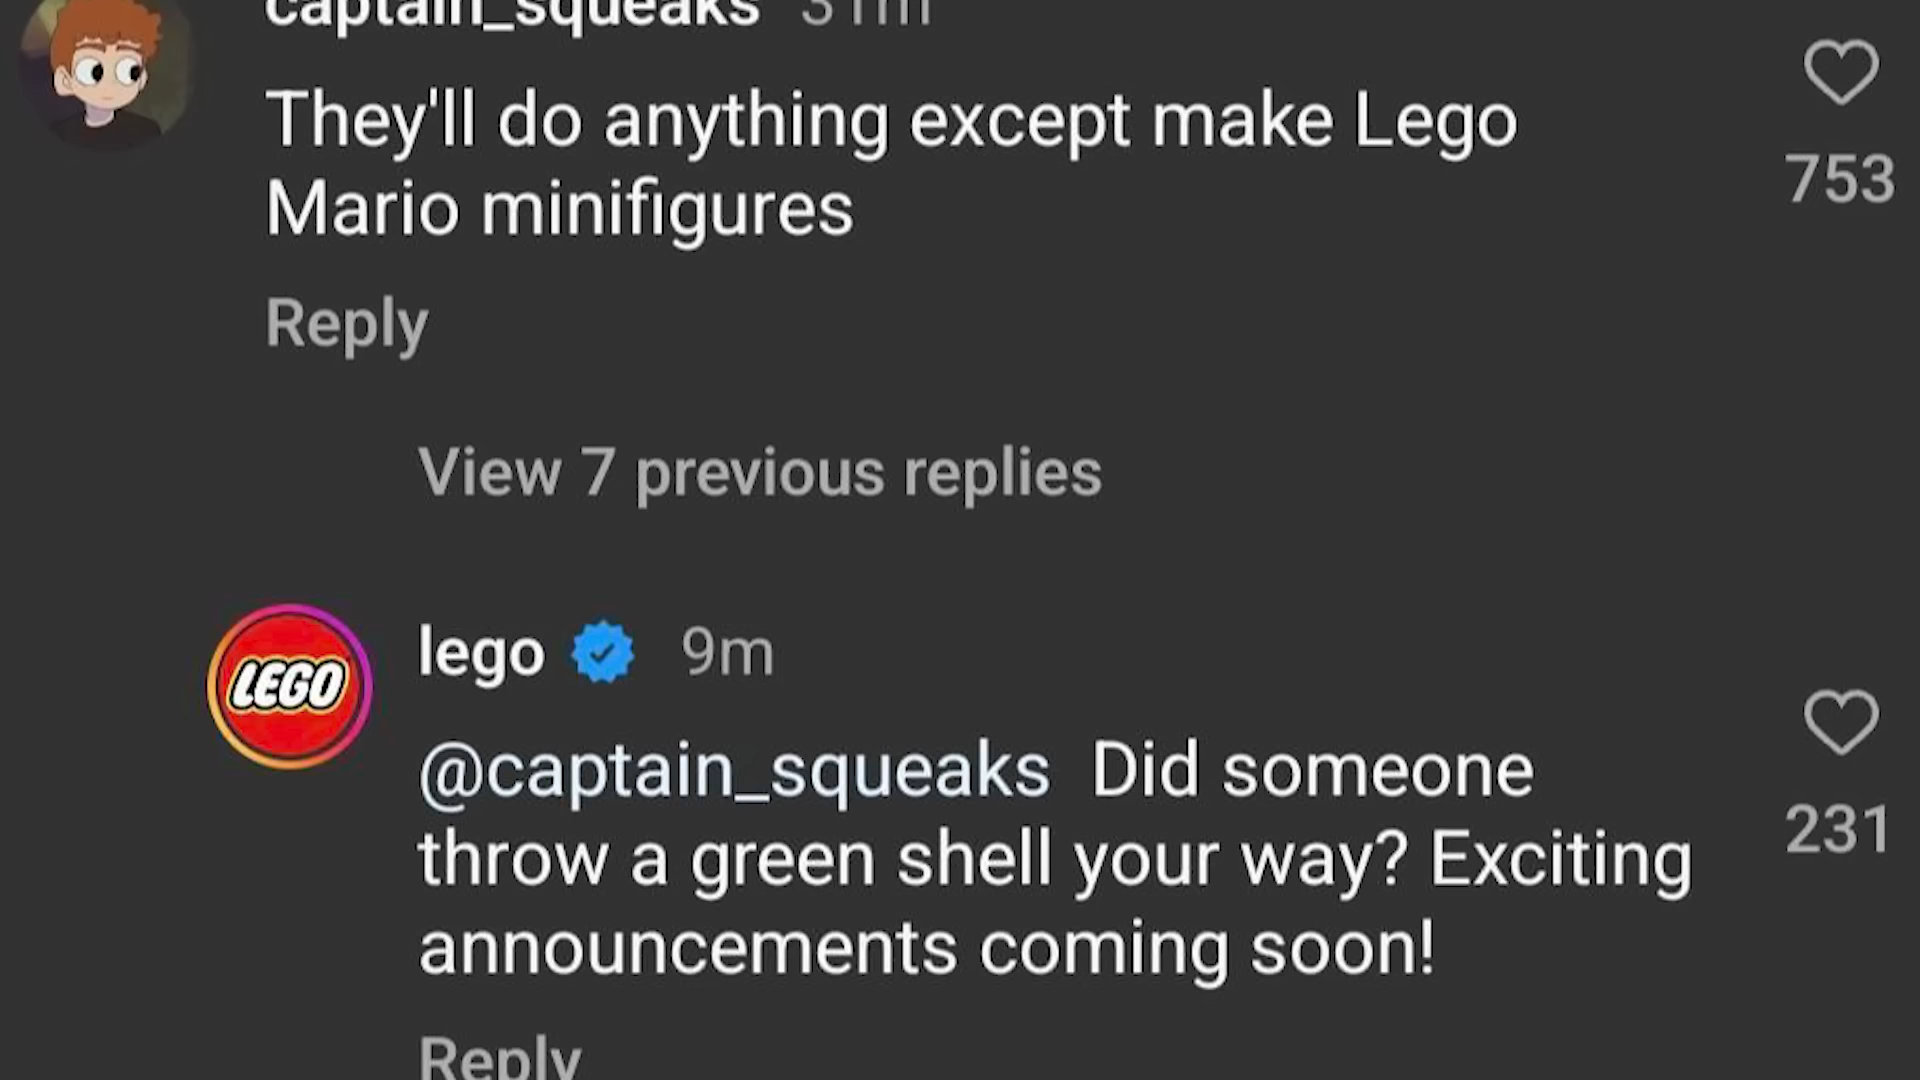 captain_squeaks 31m
They'll do anything except make Lego
Mario minifigures
753
Reply
View 7 previous replies
LEGO
lego 9m
@captain_squeaks Did someone
throw a green shell your way? Exciting
announcements coming soon!
231
Reply